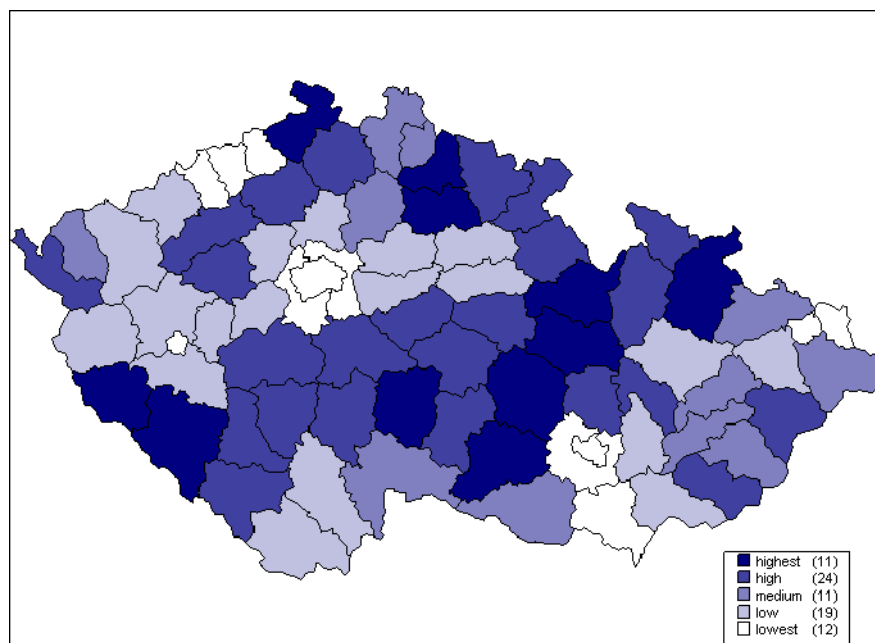 highest (11)
high (24)
medium (11)
low (19)
lowest (12)